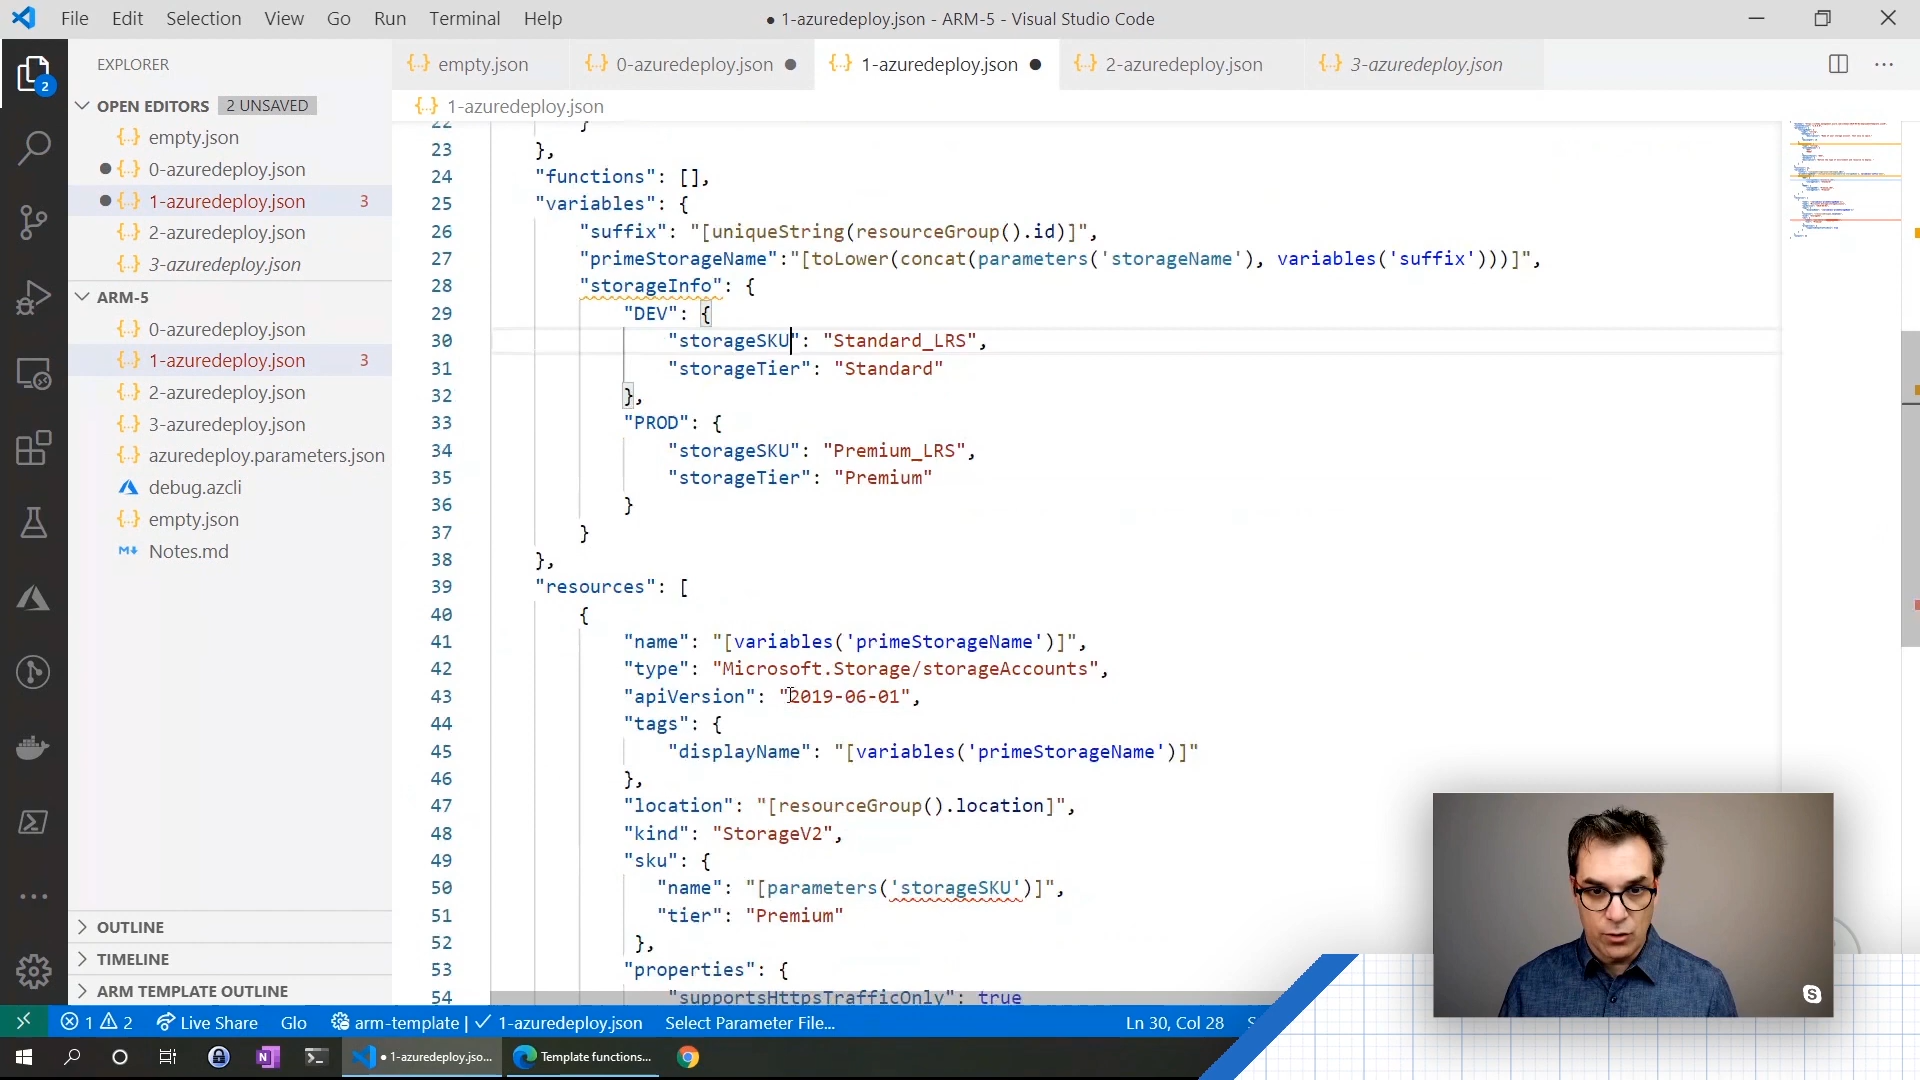 File Edit Selection View Go Run Terminal Help
● 1-azuredeploy.json - ARM-5 - Visual Studio Code
EXPLORER
empty.json
0-azuredeploy.json
1-azuredeploy.json
2-azuredeploy.json
3-azuredeploy.json
OPEN EDITORS 2 UNSAVED
empty.json
0-azuredeploy.json
1-azuredeploy.json 3
2-azuredeploy.json
3-azuredeploy.json
ARM-5
0-azuredeploy.json
1-azuredeploy.json 3
2-azuredeploy.json
3-azuredeploy.json
azuredeploy.parameters.json
debug.azcli
empty.json
Notes.md
OUTLINE
TIMELINE
ARM TEMPLATE OUTLINE
2
1-azuredeploy.json
22 }
23 },
24 "functions": [],
25 "variables": {
26 "suffix": "[uniqueString(resourceGroup().id)]",
27 "primeStorageName":"[toLower(concat(parameters('storageName'), variables('suffix')))]",
28 "storageInfo": {
29 "DEV": {
30 "storageSKU": "Standard_LRS",
31 "storageTier": "Standard"
32 },
33 "PROD": {
34 "storageSKU": "Premium_LRS",
35 "storageTier": "Premium"
36 }
37 }
38 },
39 "resources": [
40 {
41 "name": "[variables('primeStorageName')]",
42 "type": "Microsoft.Storage/storageAccounts",
43 "apiVersion": "2019-06-01",
44 "tags": {
45 "displayName": "[variables('primeStorageName')]"
46 },
47 "location": "[resourceGroup().location]",
48 "kind": "StorageV2",
49 "sku": {
50 "name": "[parameters('storageSKU')]",
51 "tier": "Premium"
52 },
53 "properties": {
54 "supportsHttpsTrafficOnly": true
1 2 Live Share Glo arm-template | ✓ 1-azuredeploy.json Select Parameter File... Ln 30, Col 28
● 1-azuredeploy.jso... Template functions...